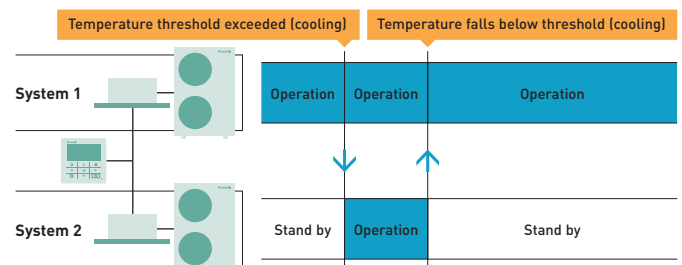 Temperature threshold exceeded (cooling)
Temperature falls below threshold (cooling)
System 1
Operation
Operation
Operation
System 2
Stand by
Operation
Stand by